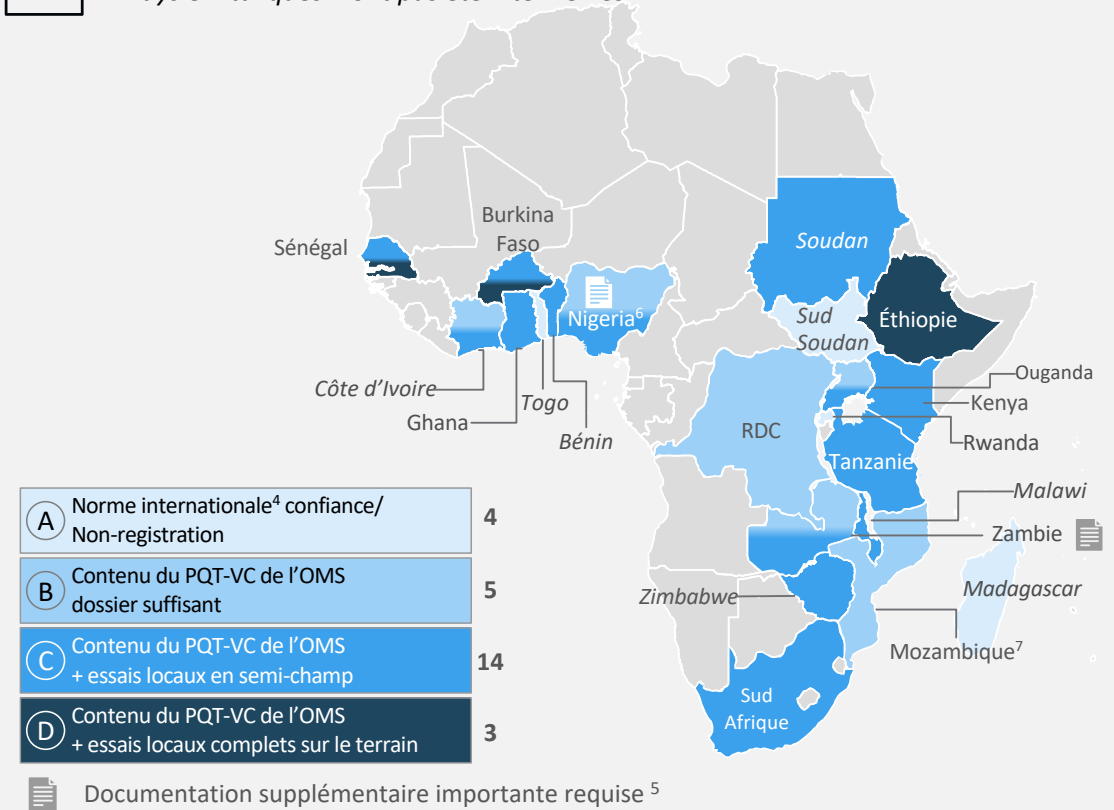 Sénégal
Burkina
Faso
Nigeria⁶
Soudan
Sud
Soudan
Éthiopie
Côte d’Ivoire
Ghana
Togo
Bénin
RDC
Ouganda
Kenya
Rwanda
Tanzanie
Malawi
Zambie
Zimbabwe
Madagascar
Mozambique⁷
Sud
Afrique
A Norme internationale⁴ confiance/
Non-registration 4
B Contenu du PQT-VC de l’OMS
dossier suffisant 5
C Contenu du PQT-VC de l’OMS
+ essais locaux en semi-champ 14
D Contenu du PQT-VC de l’OMS
+ essais locaux complets sur le terrain 3
Documentation supplémentaire importante requise ⁵